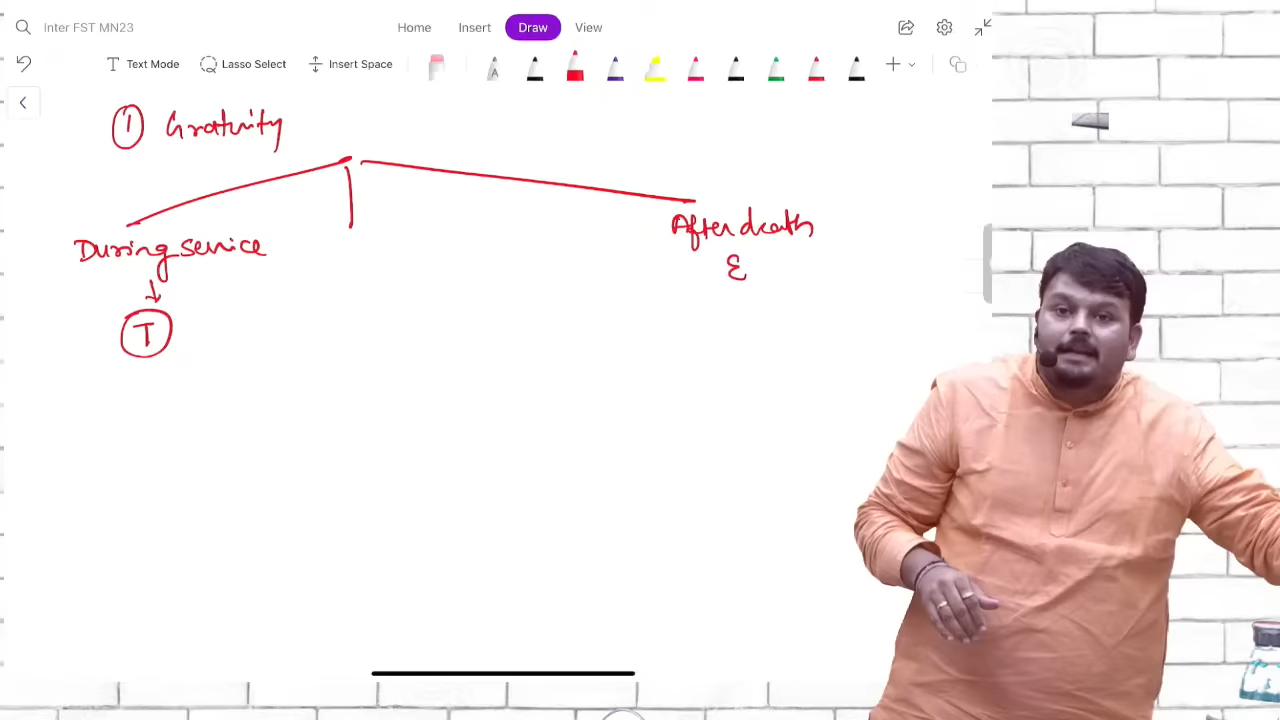 Inter FST MN23
Home Insert Draw View
Text Mode Lasso Select Insert Space
① Gratuity
During service
After death
E
T